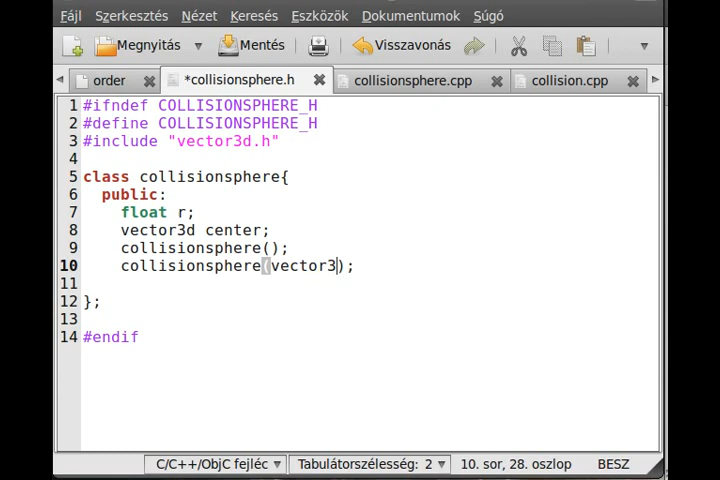 Fájl Szerkesztés Nézet Keresés Eszközök Dokumentumok Súgó
Megnyitás Mentés Visszavonás
order *collisionsphere.h collisionsphere.cpp collision.cpp
1 #ifndef COLLISIONSPHERE_H
2 #define COLLISIONSPHERE_H
3 #include "vector3d.h"
4
5 class collisionsphere{
6 public:
7 float r;
8 vector3d center;
9 collisionsphere();
10 collisionsphere(vector3);
11
12 };
13
14 #endif
C/C++/ObjC fejléc Tabulátorszélesség: 2 10. sor, 28. oszlop BESZ